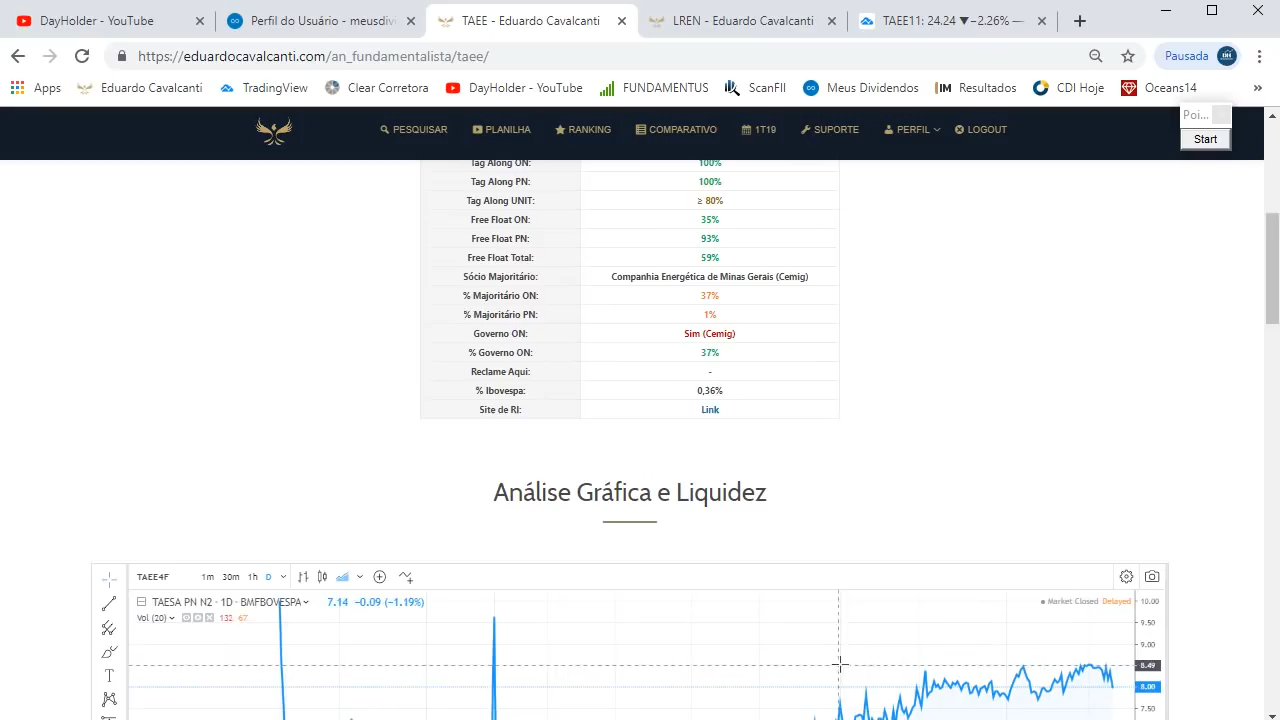 DayHolder - YouTube
Perfil do Usuário - meusdivi
TAEE - Eduardo Cavalcanti
LREN - Eduardo Cavalcanti
TAEE11: 24.24 ▼−2.26% —
https://eduardocavalcanti.com/an_fundamentalista/taee/
Pausada
Apps
Eduardo Cavalcanti
TradingView
Clear Corretor
DayHolder - YouTube
FUNDAMENTUS
ScanFII
Meus Dividendos
Resultados
CDI Hoje
Oceans14
»
Poi...
Start
PESQUISAR
PLANILHA
RANKING
COMPARATIVO
1T19
SUPORTE
PERFIL
LOGOUT
Tag Along ON: 100%
Tag Along PN: 100%
Tag Along UNIT: ≥ 80%
Free Float ON: 35%
Free Float PN: 93%
Free Float Total: 59%
Sócio Majoritário: Companhia Energética de Minas Gerais (Cemig)
% Majoritário ON: 37%
% Majoritário PN: 1%
Governo ON: Sim (Cemig)
% Governo ON: 37%
Reclame Aqui: -
% Ibovespa: 0,36%
Site de RI: Link
Análise Gráfica e Liquidez
TAEE4F 1m 30m 1h D
TAESA PN N2 · 1D · BMFBOVESPA 7.14 −0.09 (−1.19%)
Market Closed Delayed
Vol (20) 132 67
10.00
9.50
9.00
8.49
8.00
7.50